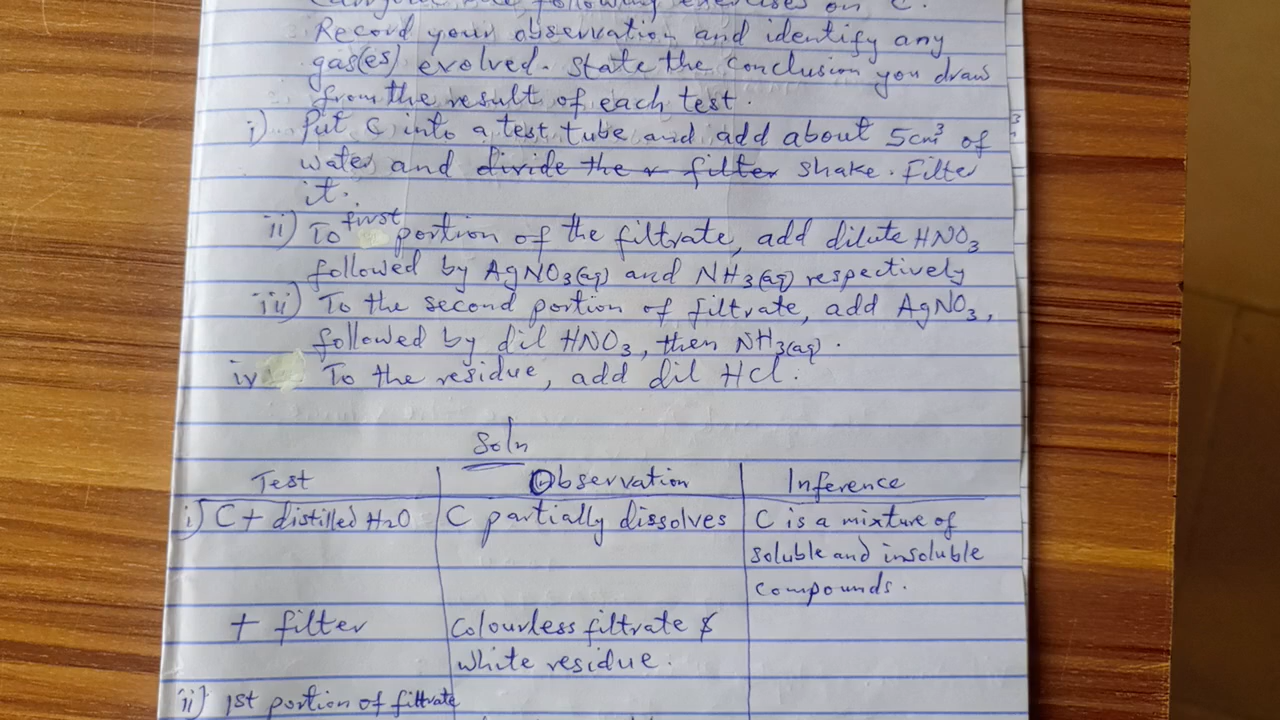 following exercises on C.
Record your observation and identify any
gas(es) evolved. State the conclusion you draw
from the result of each test.
i) Put C into a test tube and add about 5cm³ of
water and divide the r filter shake. Filter
it.
ii) To first portion of the filtrate, add dilute HNO₃
followed by AgNO₃(aq) and NH₃(aq) respectively
iii) To the second portion of filtrate, add AgNO₃,
followed by dil HNO₃, then NH₃(aq).
iv To the residue, add dil HCl.
Soln
Test Observation Inference
i) C + distilled H₂O C partially dissolves C is a mixture of
soluble and insoluble
compounds.
+ filter Colourless filtrate &
white residue.
ii) 1st portion of filtrate